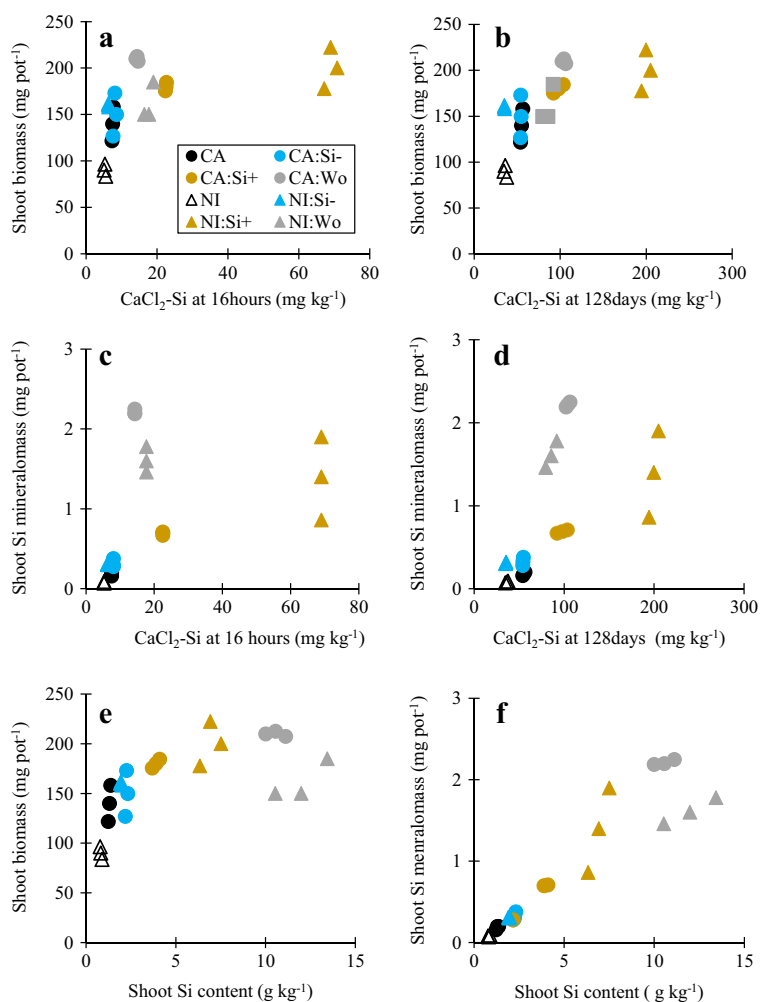 a
250
200
150
100
50
0
Shoot biomass (mg pot⁻¹)
CA
CA:Si-
CA:Si+
CA:Wo
NI
NI:Si-
NI:Si+
NI:Wo
0 20 40 60 80
CaCl₂-Si at 16hours (mg kg⁻¹)
b
250
200
150
100
50
0
Shoot biomass (mg pot⁻¹)
0 100 200 300
CaCl₂-Si at 128days (mg kg⁻¹)
c
3
2
1
0
Shoot Si mineralomass (mg pot⁻¹)
0 20 40 60 80
CaCl₂-Si at 16 hours (mg kg⁻¹)
d
3
2
1
0
Shoot Si mineralomass (mg pot⁻¹)
0 100 200 300
CaCl₂-Si at 128days (mg kg⁻¹)
e
250
200
150
100
50
0
Shoot biomass (mg pot⁻¹)
0 5 10 15
Shoot Si content (g kg⁻¹)
f
3
2
1
0
Shoot Si menralomass (mg pot⁻¹)
0 5 10 15
Shoot Si content ( g kg⁻¹)